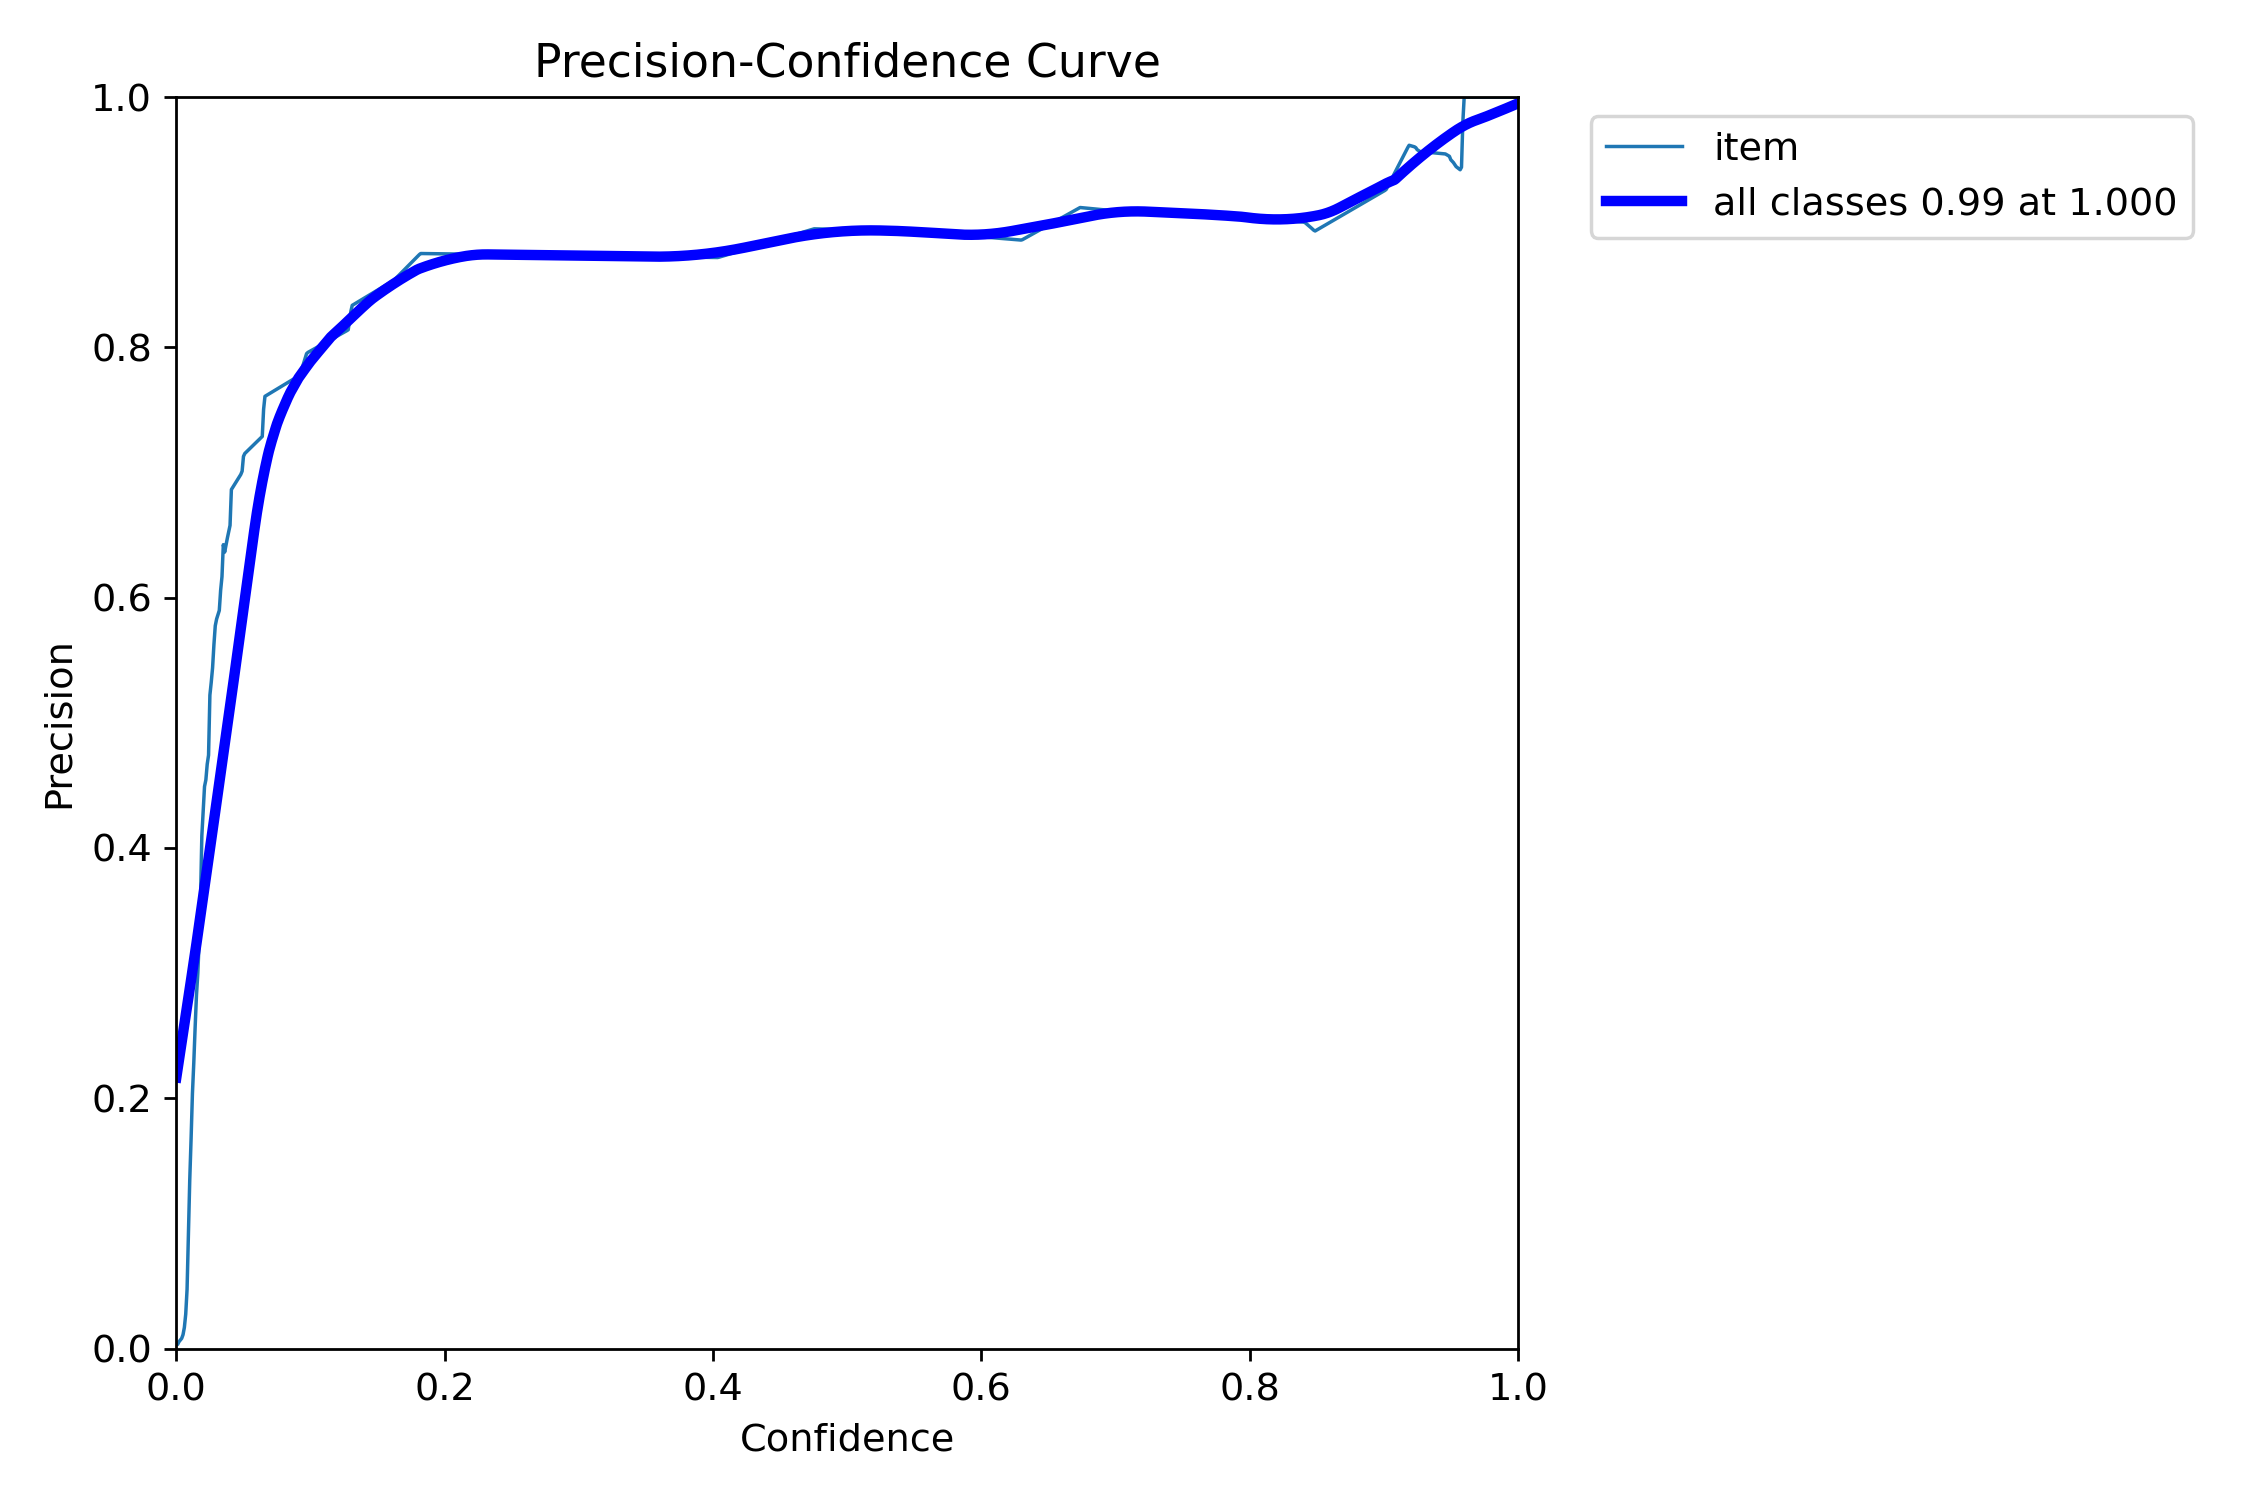 Precision-Confidence Curve
1.0
0.8
0.6
0.4
0.2
0.0
Precision
0.0 0.2 0.4 0.6 0.8 1.0
Confidence
item
all classes 0.99 at 1.000